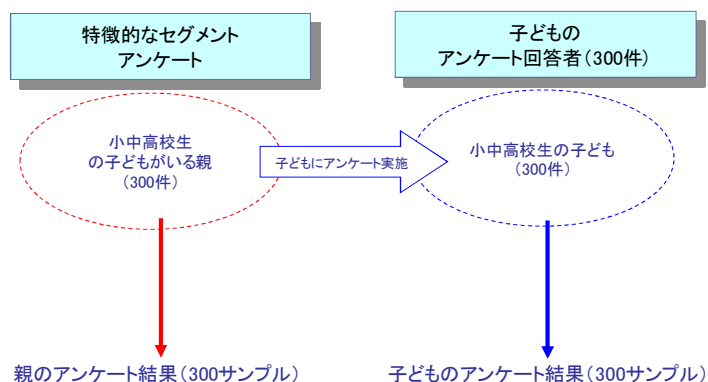 特徴的なセグメント
アンケート
子どもの
アンケート回答者（300件）
小中高校生
の子どもがいる親
（300件）
子どもにアンケート実施
小中高校生の子ども
（300件）
親のアンケート結果（300サンプル）
子どものアンケート結果（300サンプル）